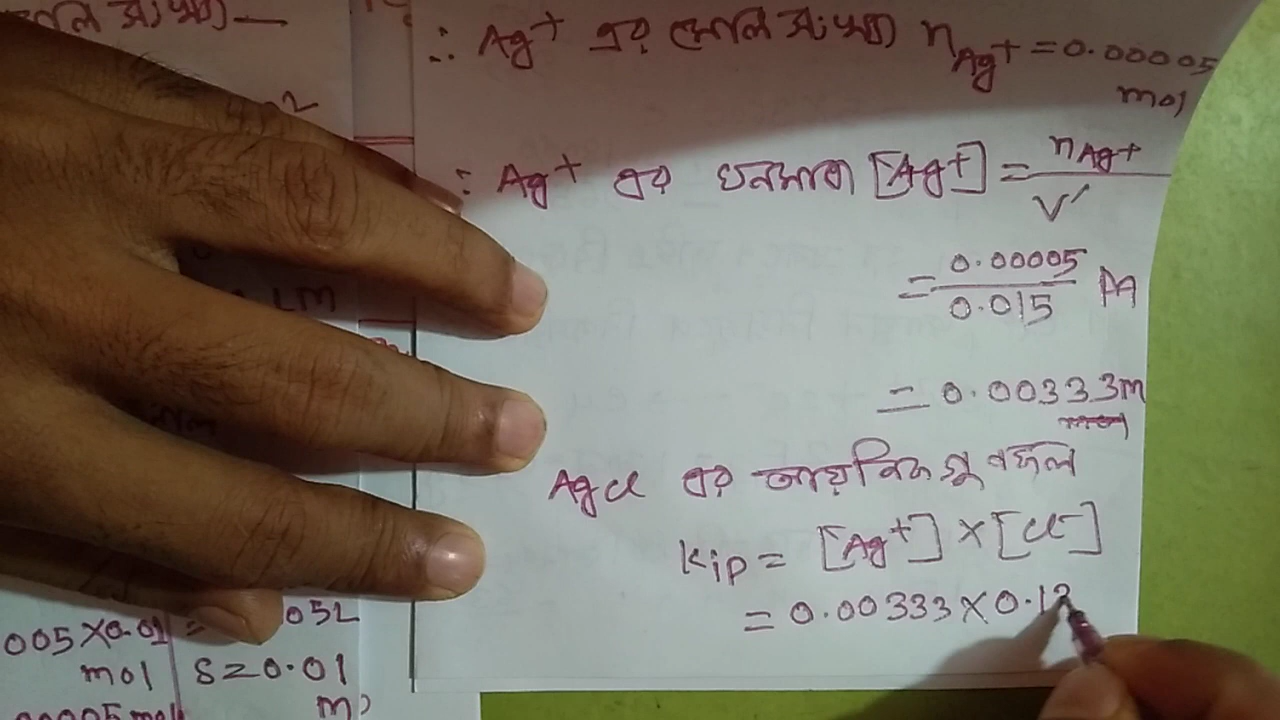 লি সংখ্যা—
∴ Ag+ এর মোল সংখ্যা nAg+ = 0.00005
mol
: Ag+ এর ঘনমাত্রা [Ag+] = nAg+
V′
= 0.00005 M
0.015
= 0.00333M
AgCl এর আয়নিক গুণফল
Kip = [Ag+] × [Cl-]
= 0.00333 × 0.1
005 × 0.01
mol
052
S = 0.01